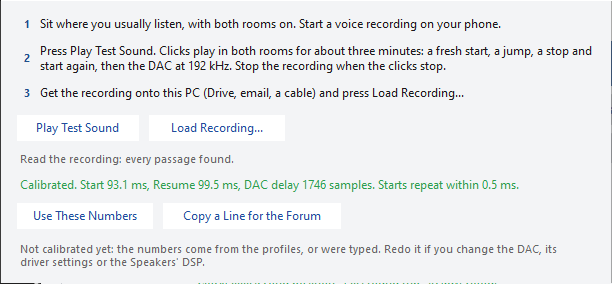 1 Sit where you usually listen, with both rooms on. Start a voice recording on your phone.
2 Press Play Test Sound. Clicks play in both rooms for about three minutes: a fresh start, a jump, a stop and
start again, then the DAC at 192 kHz. Stop the recording when the clicks stop.
3 Get the recording onto this PC (Drive, email, a cable) and press Load Recording...
Play Test Sound Load Recording...
Read the recording: every passage found.
Calibrated. Start 93.1 ms, Resume 99.5 ms, DAC delay 1746 samples. Starts repeat within 0.5 ms.
Use These Numbers Copy a Line for the Forum
Not calibrated yet: the numbers come from the profiles, or were typed. Redo it if you change the DAC, its
driver settings or the Speakers' DSP.